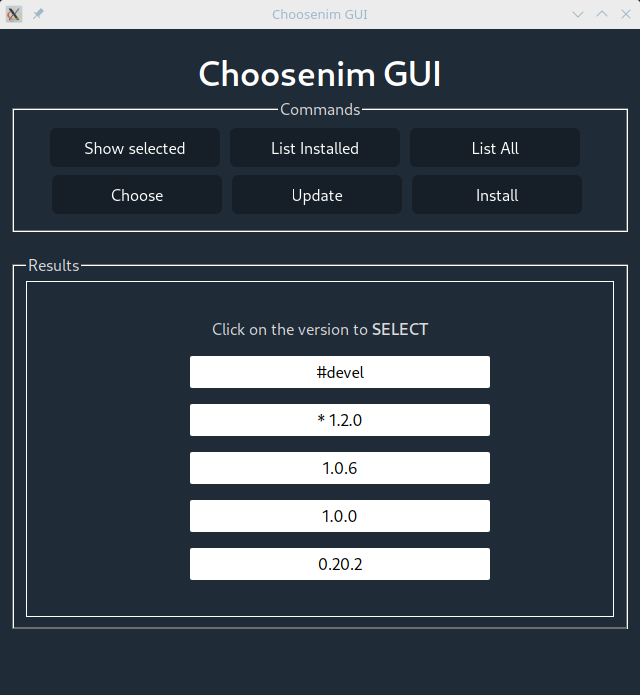 Choosenim GUI
Choosenim GUI
Commands
Show selected List Installed List All
Choose Update Install
Results
Click on the version to SELECT
#devel
* 1.2.0
1.0.6
1.0.0
0.20.2